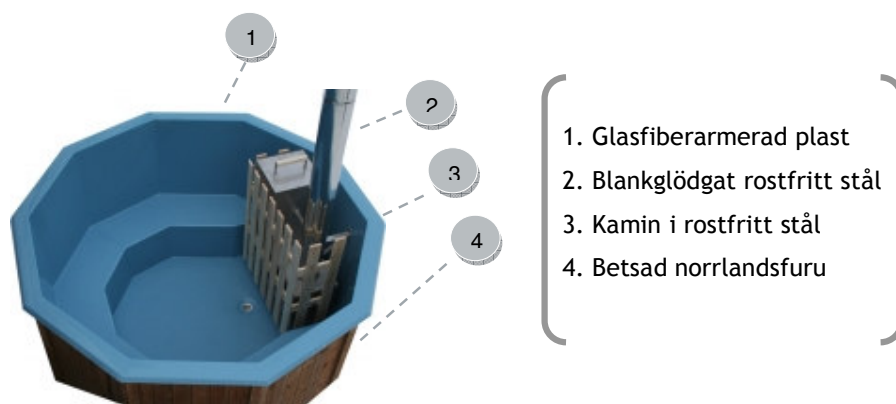 1
2
3
4
1. Glasfiberarmerad plast
2. Blankglödgat rostfritt stål
3. Kamin i rostfritt stål
4. Betsad norrlandsfuru